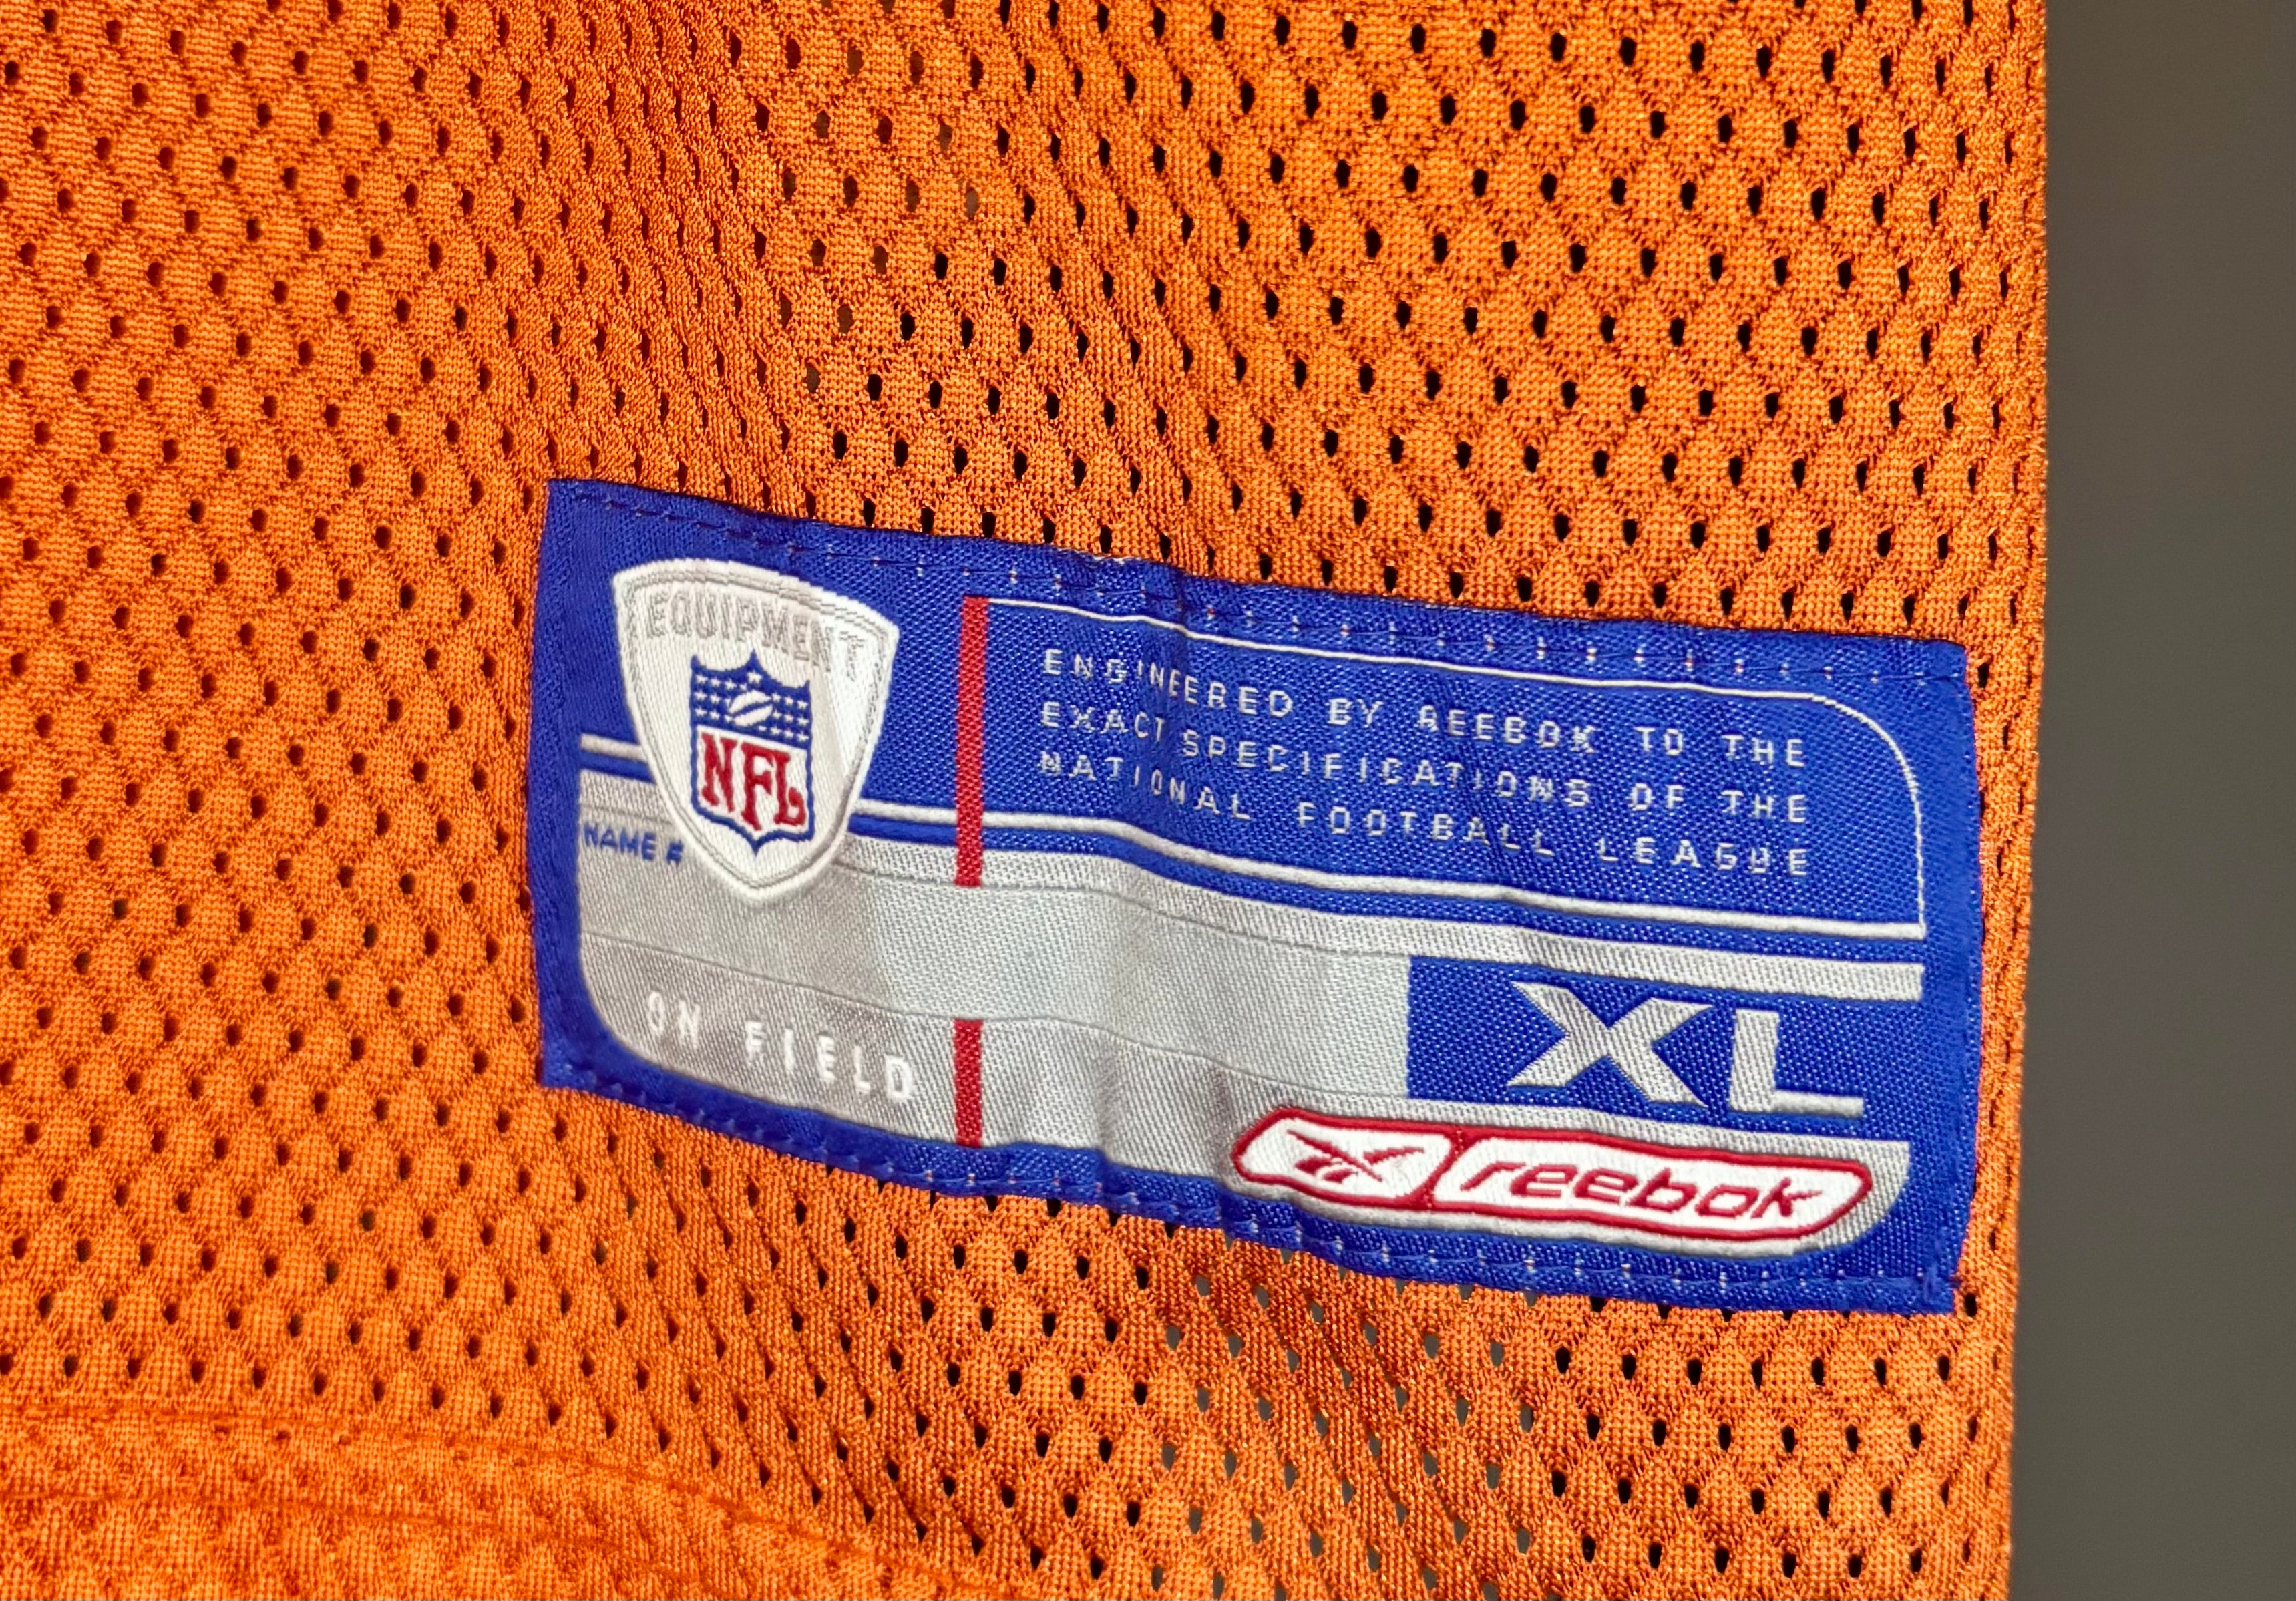 EQUIPMENT
NFL
ENGINEERED BY REEBOK TO THE
EXACT SPECIFICATIONS OF THE
NATIONAL FOOTBALL LEAGUE
NAME #
ON FIELD
XL
reebok